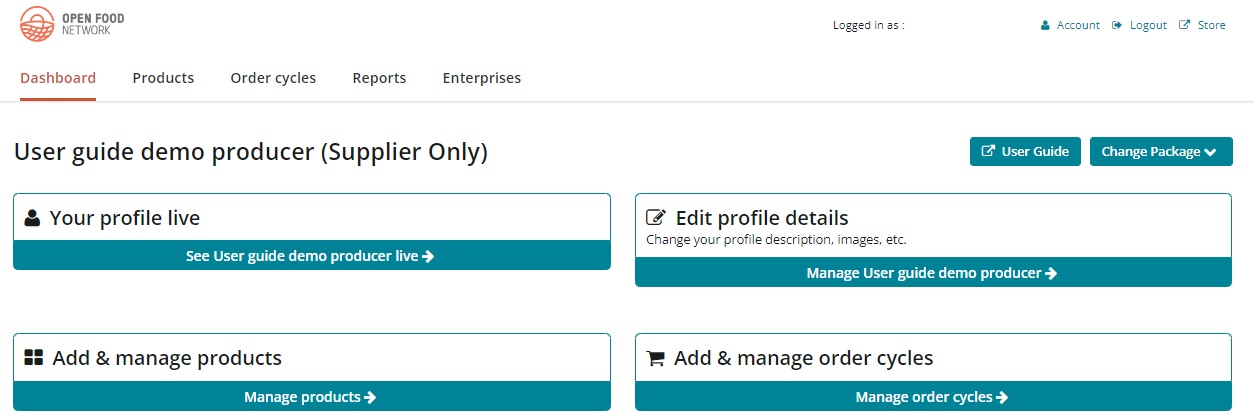 OPEN FOOD
NETWORK
Logged in as :
Account
Logout
Store
Dashboard
Products
Order cycles
Reports
Enterprises
User guide demo producer (Supplier Only)
User Guide
Change Package
Your profile live
See User guide demo producer live
Edit profile details
Change your profile description, images, etc.
Manage User guide demo producer
Add & manage products
Manage products
Add & manage order cycles
Manage order cycles